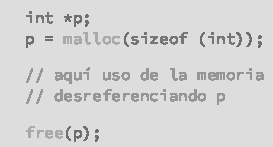 int *p;
p = malloc(sizeof (int));
// aquí uso de la memoria
// desreferenciando p
free(p);